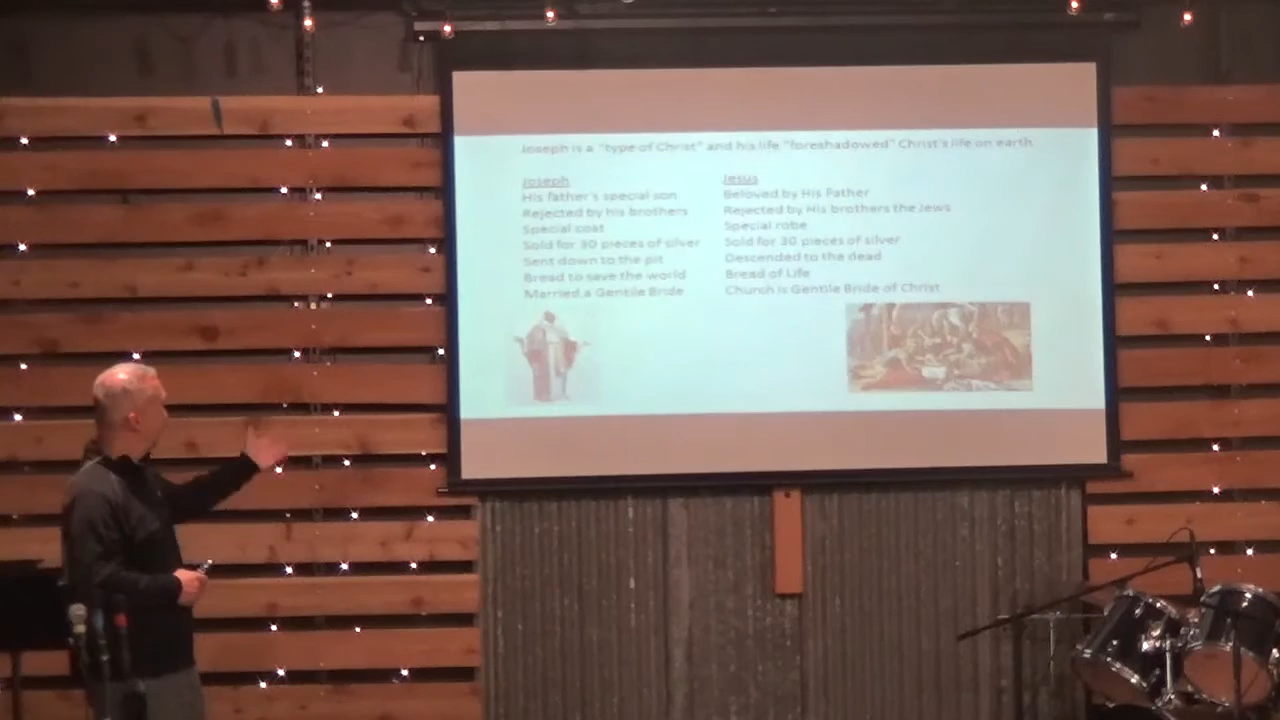 Joseph is a "type of Christ" and his life "foreshadowed" Christ's life on earth
Joseph
His father's special son
Rejected by his brothers
Special coat
Sold for 30 pieces of silver
Sent down to the pit
Bread to save the world
Married a Gentile Bride
Jesus
Beloved by His Father
Rejected by His brothers the Jews
Special robe
Sold for 30 pieces of silver
Descended to the dead
Bread of Life
Church is Gentile Bride of Christ